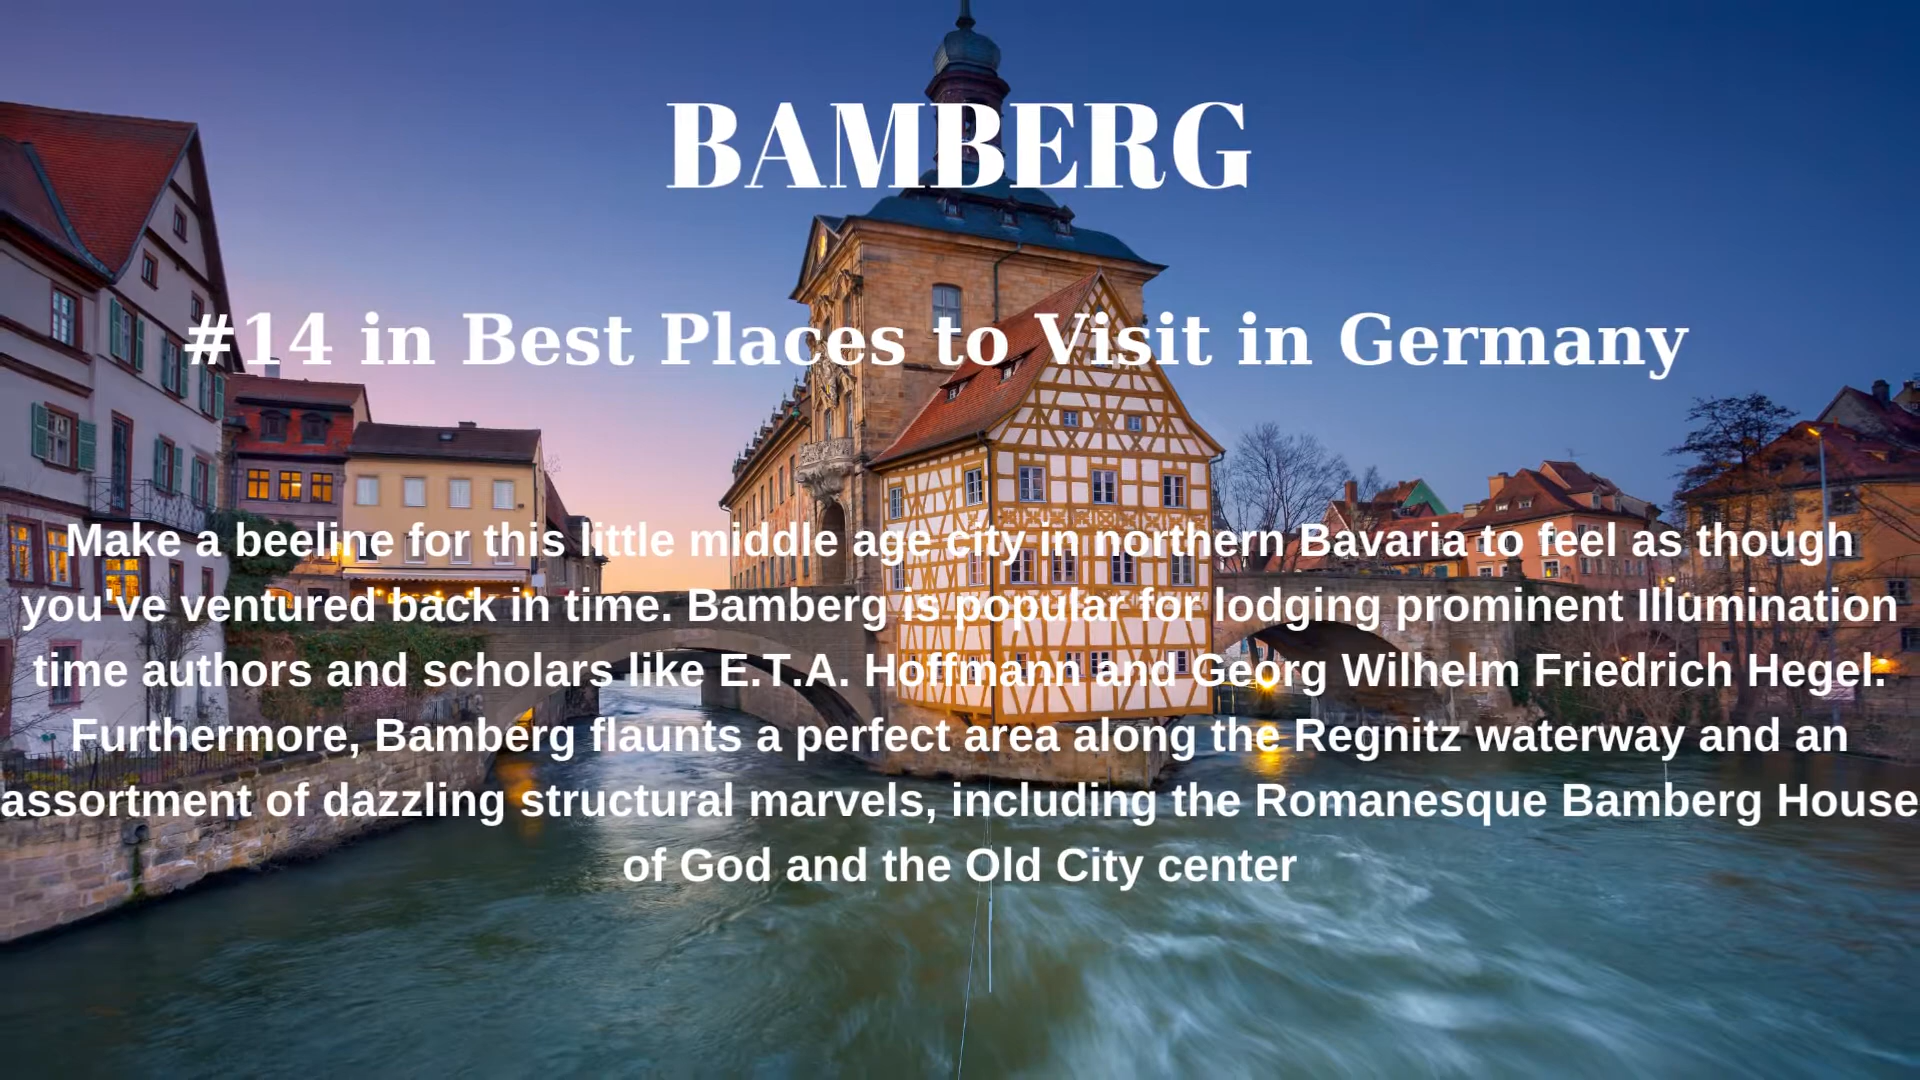 BAMBERG
#14 in Best Places to Visit in Germany
Make a beeline for this little middle age city in northern Bavaria to feel as though
you've ventured back in time. Bamberg is popular for lodging prominent Illumination
time authors and scholars like E.T.A. Hoffmann and Georg Wilhelm Friedrich Hegel.
Furthermore, Bamberg flaunts a perfect area along the Regnitz waterway and an
assortment of dazzling structural marvels, including the Romanesque Bamberg House
of God and the Old City center